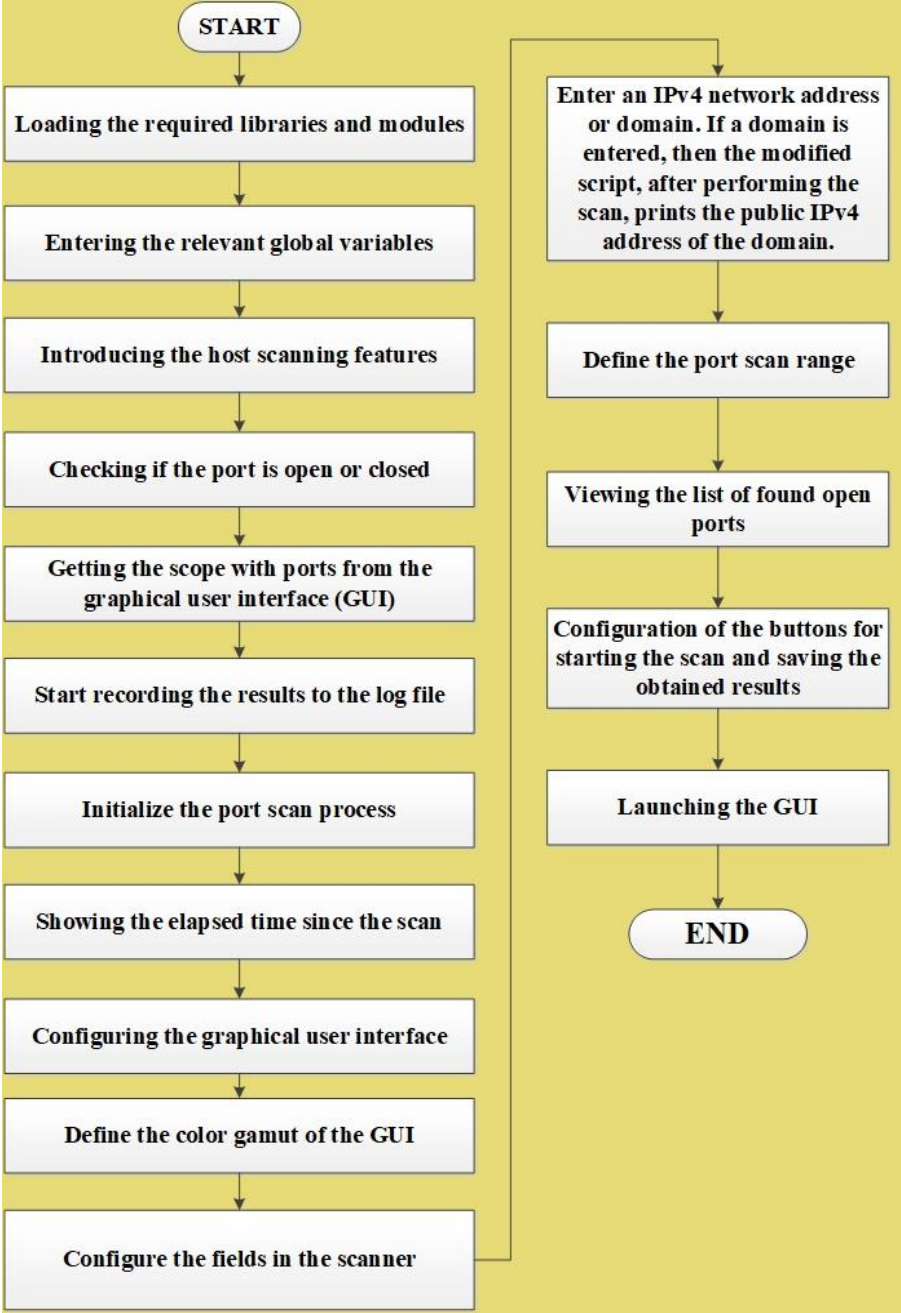 START
Loading the required libraries and modules
Entering the relevant global variables
Introducing the host scanning features
Checking if the port is open or closed
Getting the scope with ports from the
graphical user interface (GUI)
Start recording the results to the log file
Initialize the port scan process
Showing the elapsed time since the scan
Configuring the graphical user interface
Define the color gamut of the GUI
Configure the fields in the scanner
Enter an IPv4 network address
or domain. If a domain is
entered, then the modified
script, after performing the
scan, prints the public IPv4
address of the domain.
Define the port scan range
Viewing the list of found open
ports
Configuration of the buttons for
starting the scan and saving the
obtained results
Launching the GUI
END